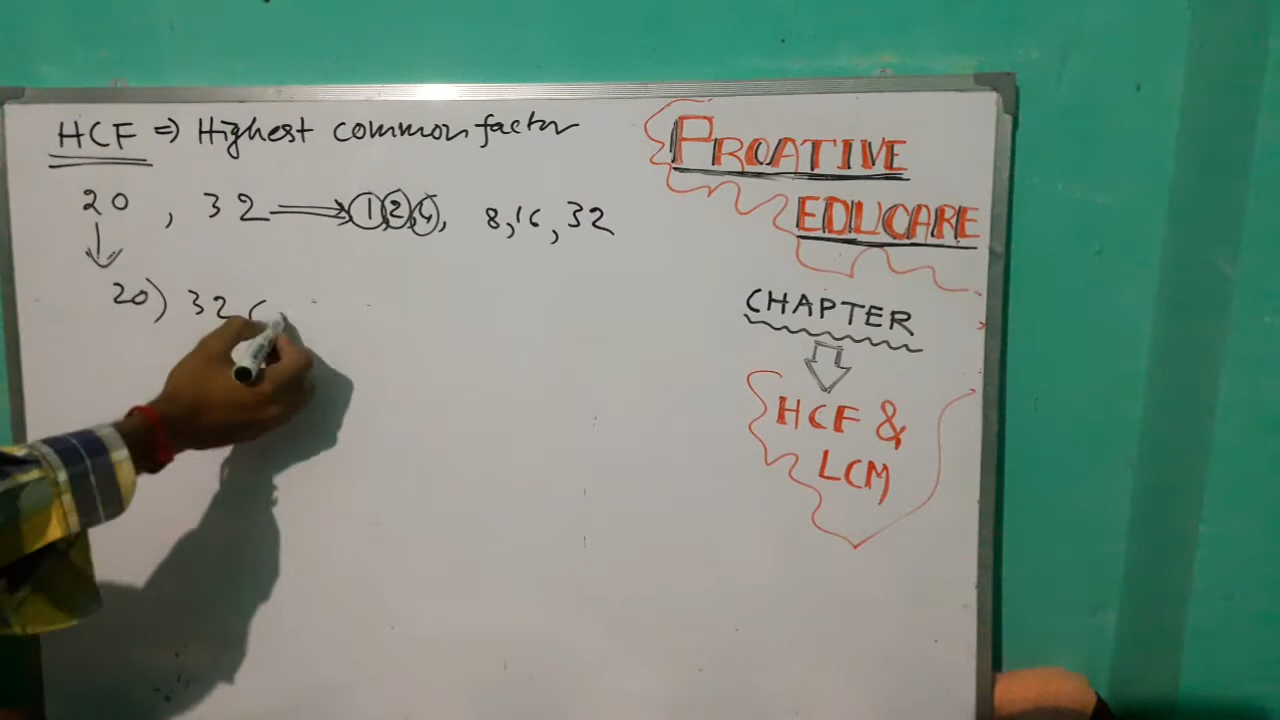 HCF ⇒ Highest common factor
20 , 32 ⟹ 1, 2, 4, 8, 16, 32
↓
20) 32 (
PROATIVE
EDUCARE
CHAPTER
⇩
HCF &
LCM